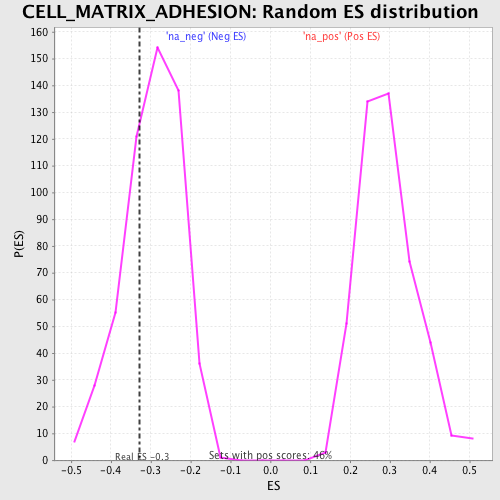 CELL_MATRIX_ADHESION: Random ES distribution
'na_neg' (Neg ES) 'na_pos' (Pos ES)
160
150
140
130
120
110
100
90
80
70
60
50
40
30
20
10
0
P(ES)
Real ES -0.3 Sets with pos scores: 46%
-0.5 -0.4 -0.3 -0.2 -0.1 0.0 0.1 0.2 0.3 0.4 0.5
ES